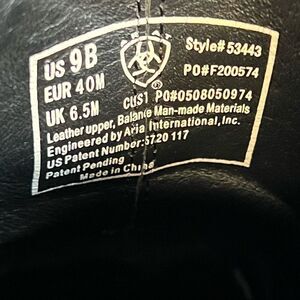 US 9B Style# 53443
EUR 40M PO#F200574
UK 6.5M CUS1 PO#0508050974
Leather upper, Balance Man-made Materials
Engineered by Aria International, Inc.
US Patent Number: 5720 117
Patent Pending
Made in China